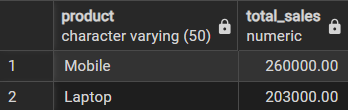 product total_sales
character varying (50) numeric
1 Mobile 260000.00
2 Laptop 203000.00